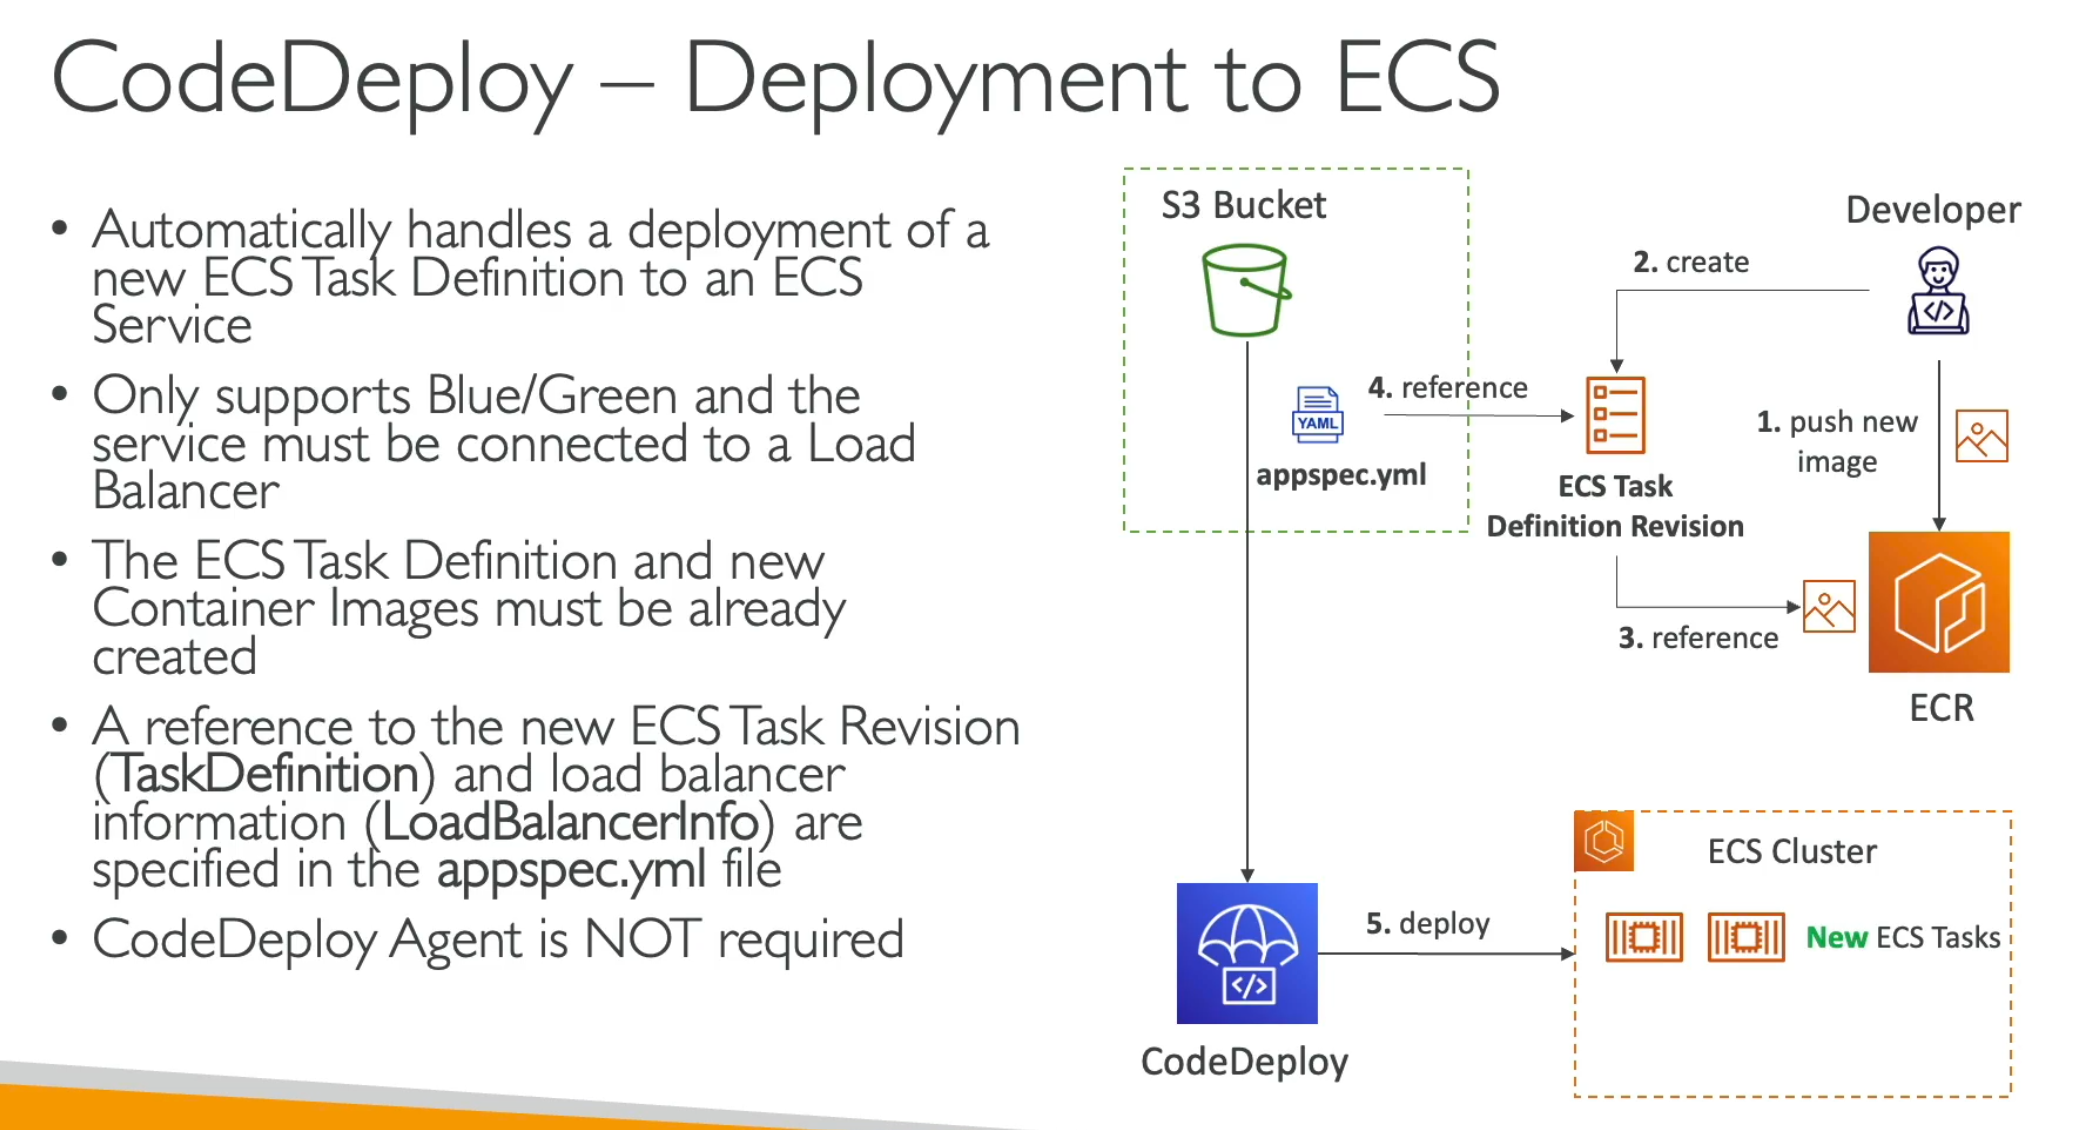 CodeDeploy – Deployment to ECS
• Automatically handles a deployment of a
new ECS Task Definition to an ECS
Service
• Only supports Blue/Green and the
service must be connected to a Load
Balancer
• The ECS Task Definition and new
Container Images must be already
created
• A reference to the new ECS Task Revision
(TaskDefinition) and load balancer
information (LoadBalancerInfo) are
specified in the appspec.yml file
• CodeDeploy Agent is NOT required
S3 Bucket
Developer
2. create
4. reference
YAML
appspec.yml
1. push new
image
ECS Task
Definition Revision
3. reference
ECR
ECS Cluster
5. deploy
New ECS Tasks
</>
CodeDeploy